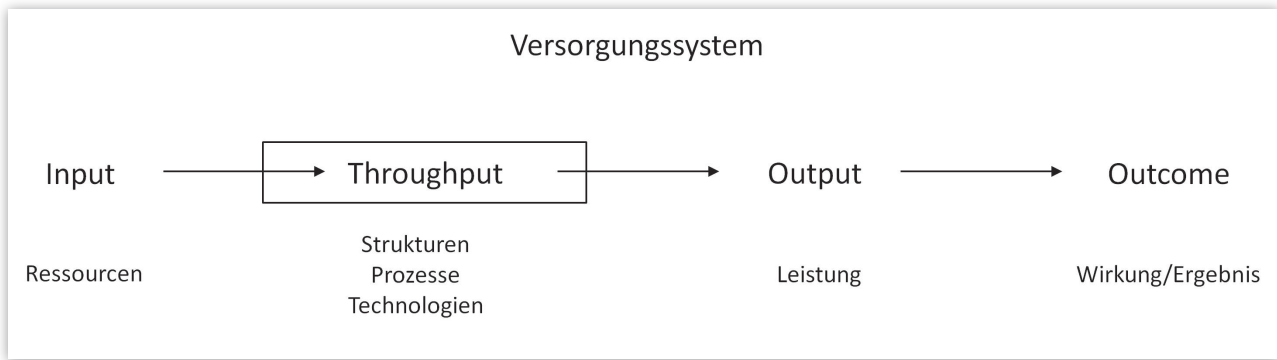 Versorgungssystem
Input
Throughput
Output
Outcome
Ressourcen
Strukturen
Prozesse
Technologien
Leistung
Wirkung/Ergebnis